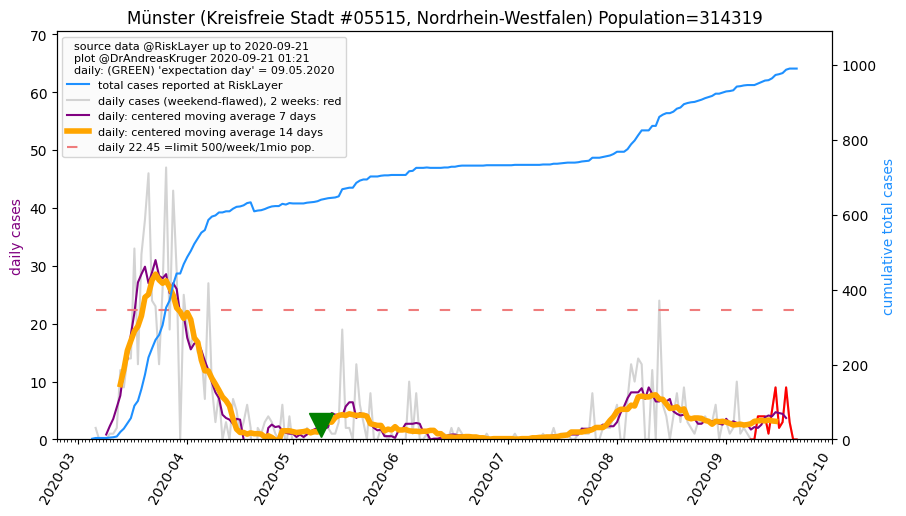 Münster (Kreisfreie Stadt #05515, Nordrhein-Westfalen) Population=314319
source data @RiskLayer up to 2020-09-21
plot @DrAndreasKruger 2020-09-21 01:21
daily: (GREEN) 'expectation day' = 09.05.2020
total cases reported at RiskLayer
daily cases (weekend-flawed), 2 weeks: red
daily: centered moving average 7 days
daily: centered moving average 14 days
daily 22.45 =limit 500/week/1mio pop.
daily cases
70
60
50
40
30
20
10
0
cumulative total cases
1000
800
600
400
200
0
2020-03
2020-04
2020-05
2020-06
2020-07
2020-08
2020-09
2020-10